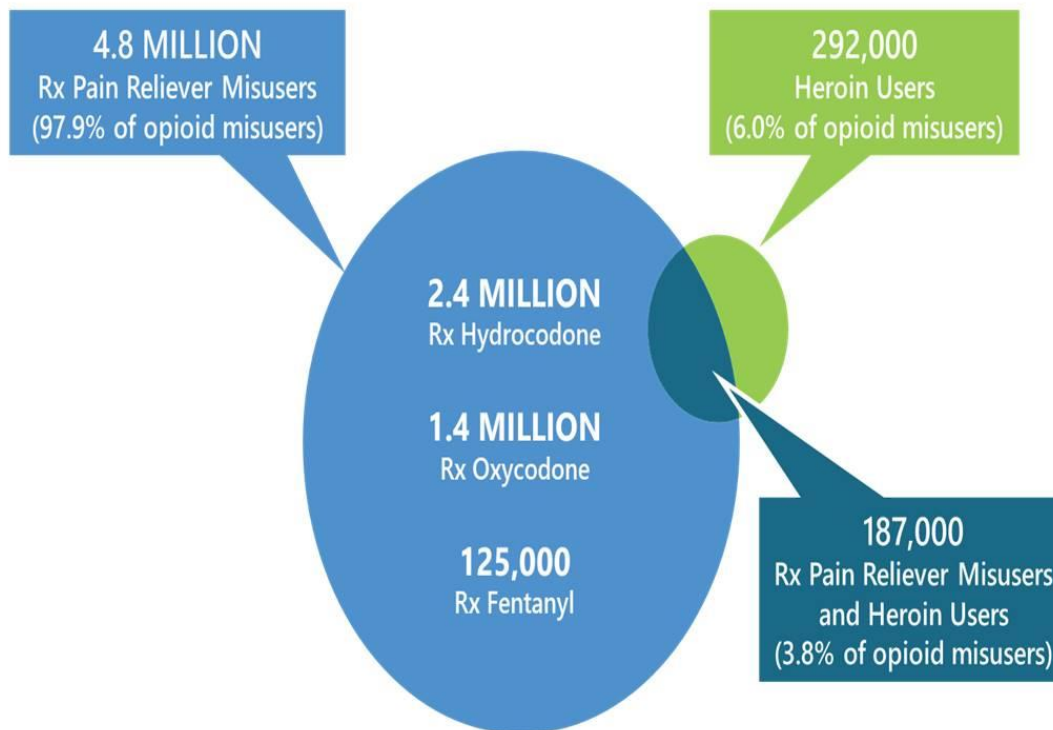 4.8 MILLION
Rx Pain Reliever Misusers
(97.9% of opioid misusers)
292,000
Heroin Users
(6.0% of opioid misusers)
2.4 MILLION
Rx Hydrocodone
1.4 MILLION
Rx Oxycodone
125,000
Rx Fentanyl
187,000
Rx Pain Reliever Misusers
and Heroin Users
(3.8% of opioid misusers)